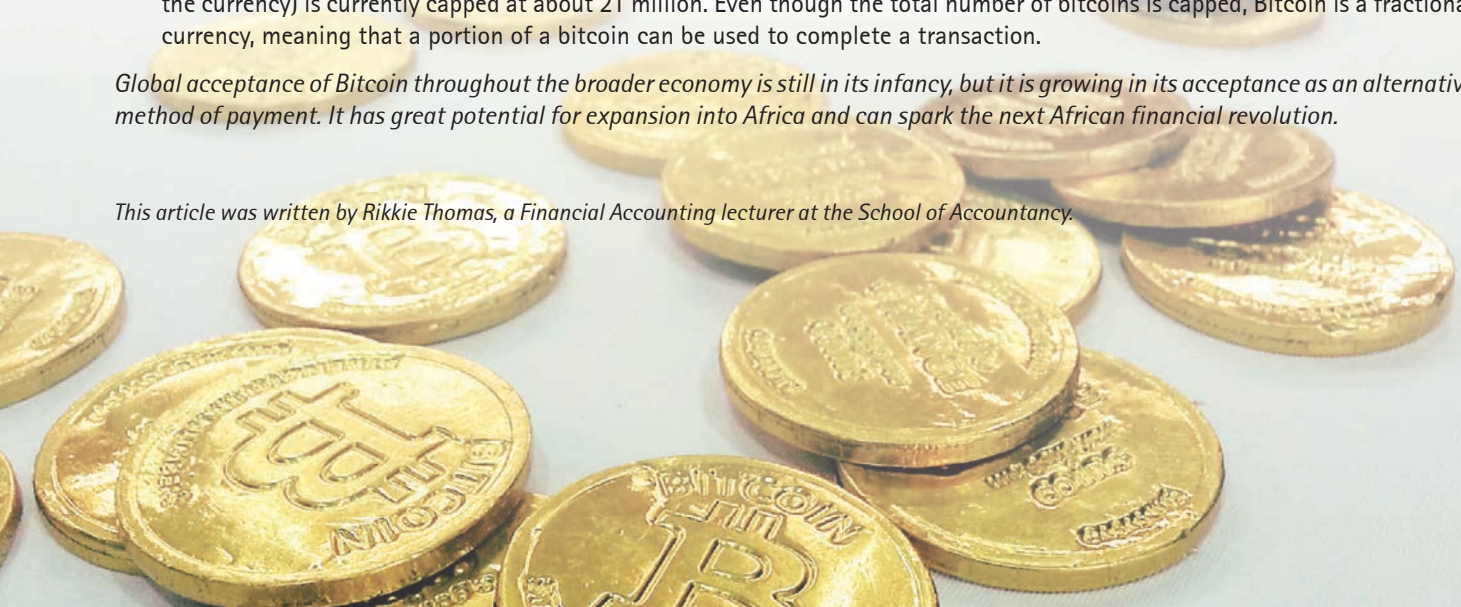 the currency) is currently capped at about 21 million. Even though the total number of bitcoins is capped, Bitcoin is a
currency, meaning that a portion of a bitcoin can be used to complete a transaction.
Global acceptance of Bitcoin throughout the broader economy is still in its infancy, but it is growing in its acceptance as an
method of payment. It has great potential for expansion into Africa and can spark the next African financial revolution.
This article was written by Rikkie Thomas, a Financial Accounting lecturer at the School of Accountancy.
BITCOIN
BITCOIN
COINS